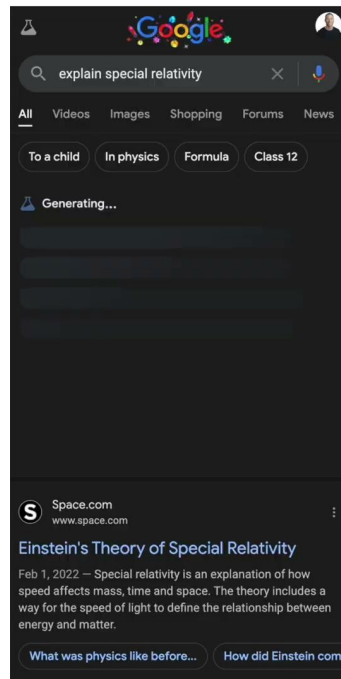 Google
explain special relativity
All Videos Images Shopping Forums News
To a child In physics Formula Class 12
Generating...
S Space.com
www.space.com
Einstein's Theory of Special Relativity
Feb 1, 2022 — Special relativity is an explanation of how
speed affects mass, time and space. The theory includes a
way for the speed of light to define the relationship between
energy and matter.
What was physics like before... How did Einstein com